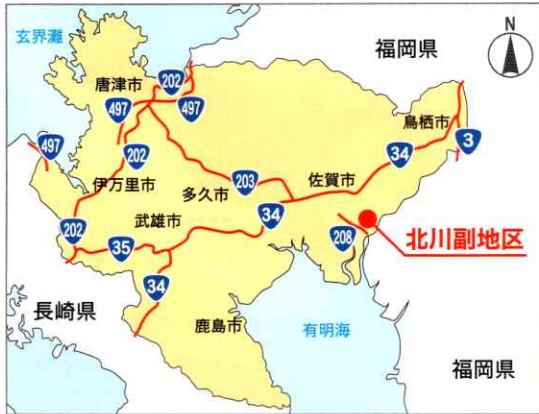 玄界灘
福岡県
N
唐津市
202
497
497
鳥栖市
3
497
34
202
伊万里市
多久市
203
佐賀市
武雄市
34
202
35
208
北川副地区
34
長崎県
鹿島市
有明海
福岡県